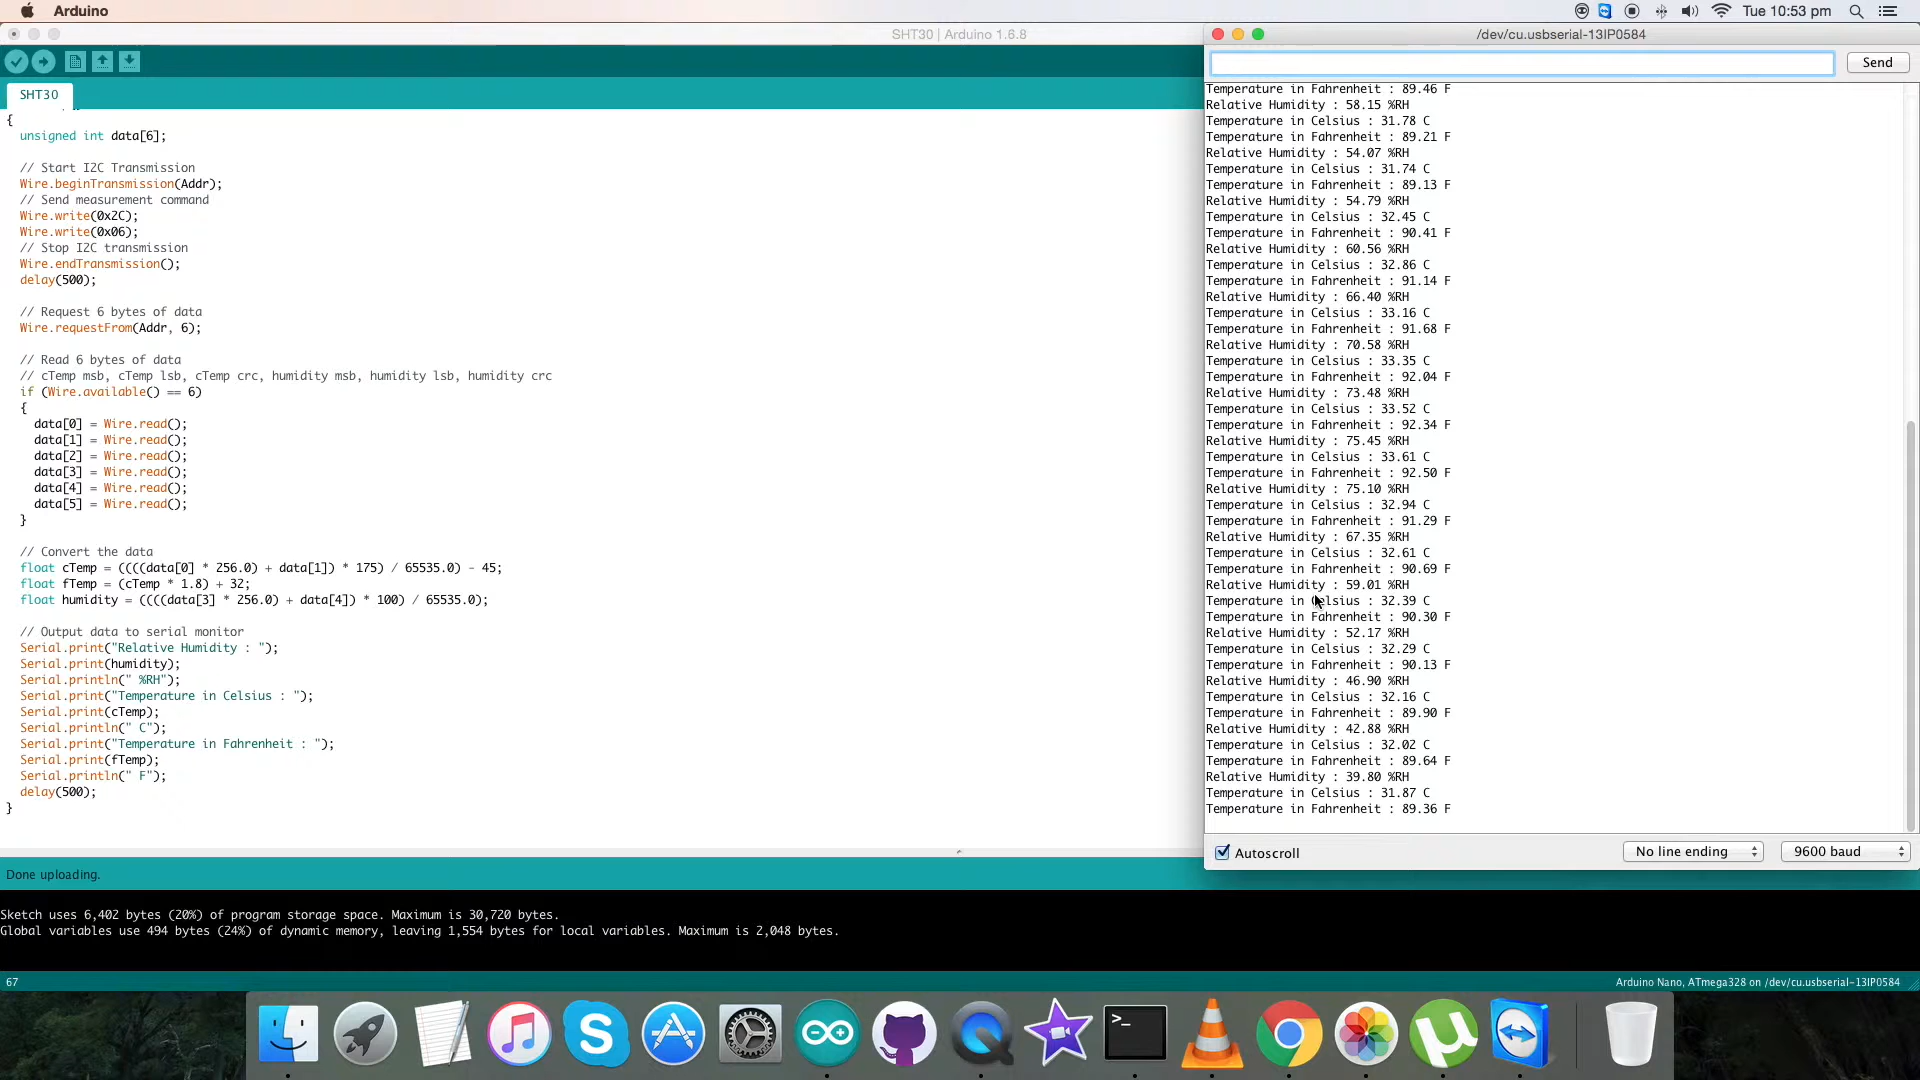 Arduino
Tue 10:53 pm
SHT30 | Arduino 1.6.8
SHT30
{
unsigned int data[6];
// Start I2C Transmission
Wire.beginTransmission(Addr);
// Send measurement command
Wire.write(0x2C);
Wire.write(0x06);
// Stop I2C transmission
Wire.endTransmission();
delay(500);
// Request 6 bytes of data
Wire.requestFrom(Addr, 6);
// Read 6 bytes of data
// cTemp msb, cTemp lsb, cTemp crc, humidity msb, humidity lsb, humidity crc
if (Wire.available() == 6)
{
data[0] = Wire.read();
data[1] = Wire.read();
data[2] = Wire.read();
data[3] = Wire.read();
data[4] = Wire.read();
data[5] = Wire.read();
}
// Convert the data
float cTemp = ((((data[0] * 256.0) + data[1]) * 175) / 65535.0) - 45;
float fTemp = (cTemp * 1.8) + 32;
float humidity = ((((data[3] * 256.0) + data[4]) * 100) / 65535.0);
// Output data to serial monitor
Serial.print("Relative Humidity : ");
Serial.print(humidity);
Serial.println(" %RH");
Serial.print("Temperature in Celsius : ");
Serial.print(cTemp);
Serial.println(" C");
Serial.print("Temperature in Fahrenheit : ");
Serial.print(fTemp);
Serial.println(" F");
delay(500);
}
Done uploading.
Sketch uses 6,402 bytes (20%) of program storage space. Maximum is 30,720 bytes.
Global variables use 494 bytes (24%) of dynamic memory, leaving 1,554 bytes for local variables. Maximum is 2,048 bytes.
67
Arduino Nano, ATmega328 on /dev/cu.usbserial-13IP0584
/dev/cu.usbserial-13IP0584
Send
Temperature in Fahrenheit : 89.46 F
Relative Humidity : 58.15 %RH
Temperature in Celsius : 31.78 C
Temperature in Fahrenheit : 89.21 F
Relative Humidity : 54.07 %RH
Temperature in Celsius : 31.74 C
Temperature in Fahrenheit : 89.13 F
Relative Humidity : 54.79 %RH
Temperature in Celsius : 32.45 C
Temperature in Fahrenheit : 90.41 F
Relative Humidity : 60.56 %RH
Temperature in Celsius : 32.86 C
Temperature in Fahrenheit : 91.14 F
Relative Humidity : 66.40 %RH
Temperature in Celsius : 33.16 C
Temperature in Fahrenheit : 91.68 F
Relative Humidity : 70.58 %RH
Temperature in Celsius : 33.35 C
Temperature in Fahrenheit : 92.04 F
Relative Humidity : 73.48 %RH
Temperature in Celsius : 33.52 C
Temperature in Fahrenheit : 92.34 F
Relative Humidity : 75.45 %RH
Temperature in Celsius : 33.61 C
Temperature in Fahrenheit : 92.50 F
Relative Humidity : 75.10 %RH
Temperature in Celsius : 32.94 C
Temperature in Fahrenheit : 91.29 F
Relative Humidity : 67.35 %RH
Temperature in Celsius : 32.61 C
Temperature in Fahrenheit : 90.69 F
Relative Humidity : 59.01 %RH
Temperature in Celsius : 32.39 C
Temperature in Fahrenheit : 90.30 F
Relative Humidity : 52.17 %RH
Temperature in Celsius : 32.29 C
Temperature in Fahrenheit : 90.13 F
Relative Humidity : 46.90 %RH
Temperature in Celsius : 32.16 C
Temperature in Fahrenheit : 89.90 F
Relative Humidity : 42.88 %RH
Temperature in Celsius : 32.02 C
Temperature in Fahrenheit : 89.64 F
Relative Humidity : 39.80 %RH
Temperature in Celsius : 31.87 C
Temperature in Fahrenheit : 89.36 F
Autoscroll
No line ending
9600 baud